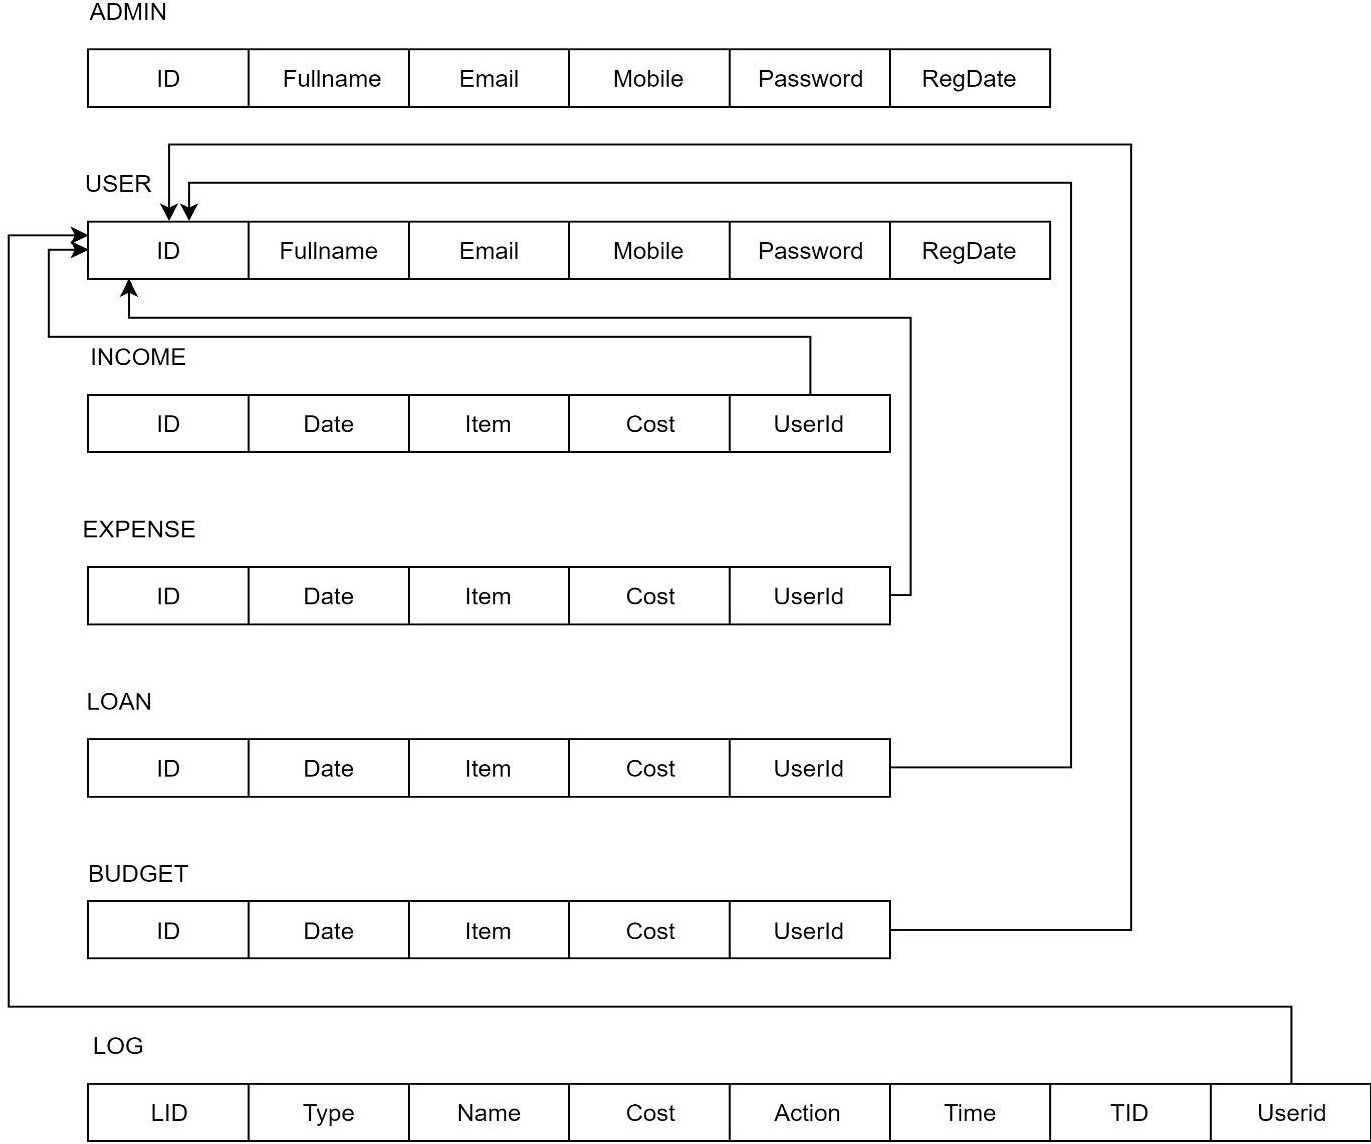 ADMIN
ID Fullname Email Mobile Password RegDate
USER
ID Fullname Email Mobile Password RegDate
INCOME
ID Date Item Cost UserId
EXPENSE
ID Date Item Cost UserId
LOAN
ID Date Item Cost UserId
BUDGET
ID Date Item Cost UserId
LOG
LID Type Name Cost Action Time TID Userid